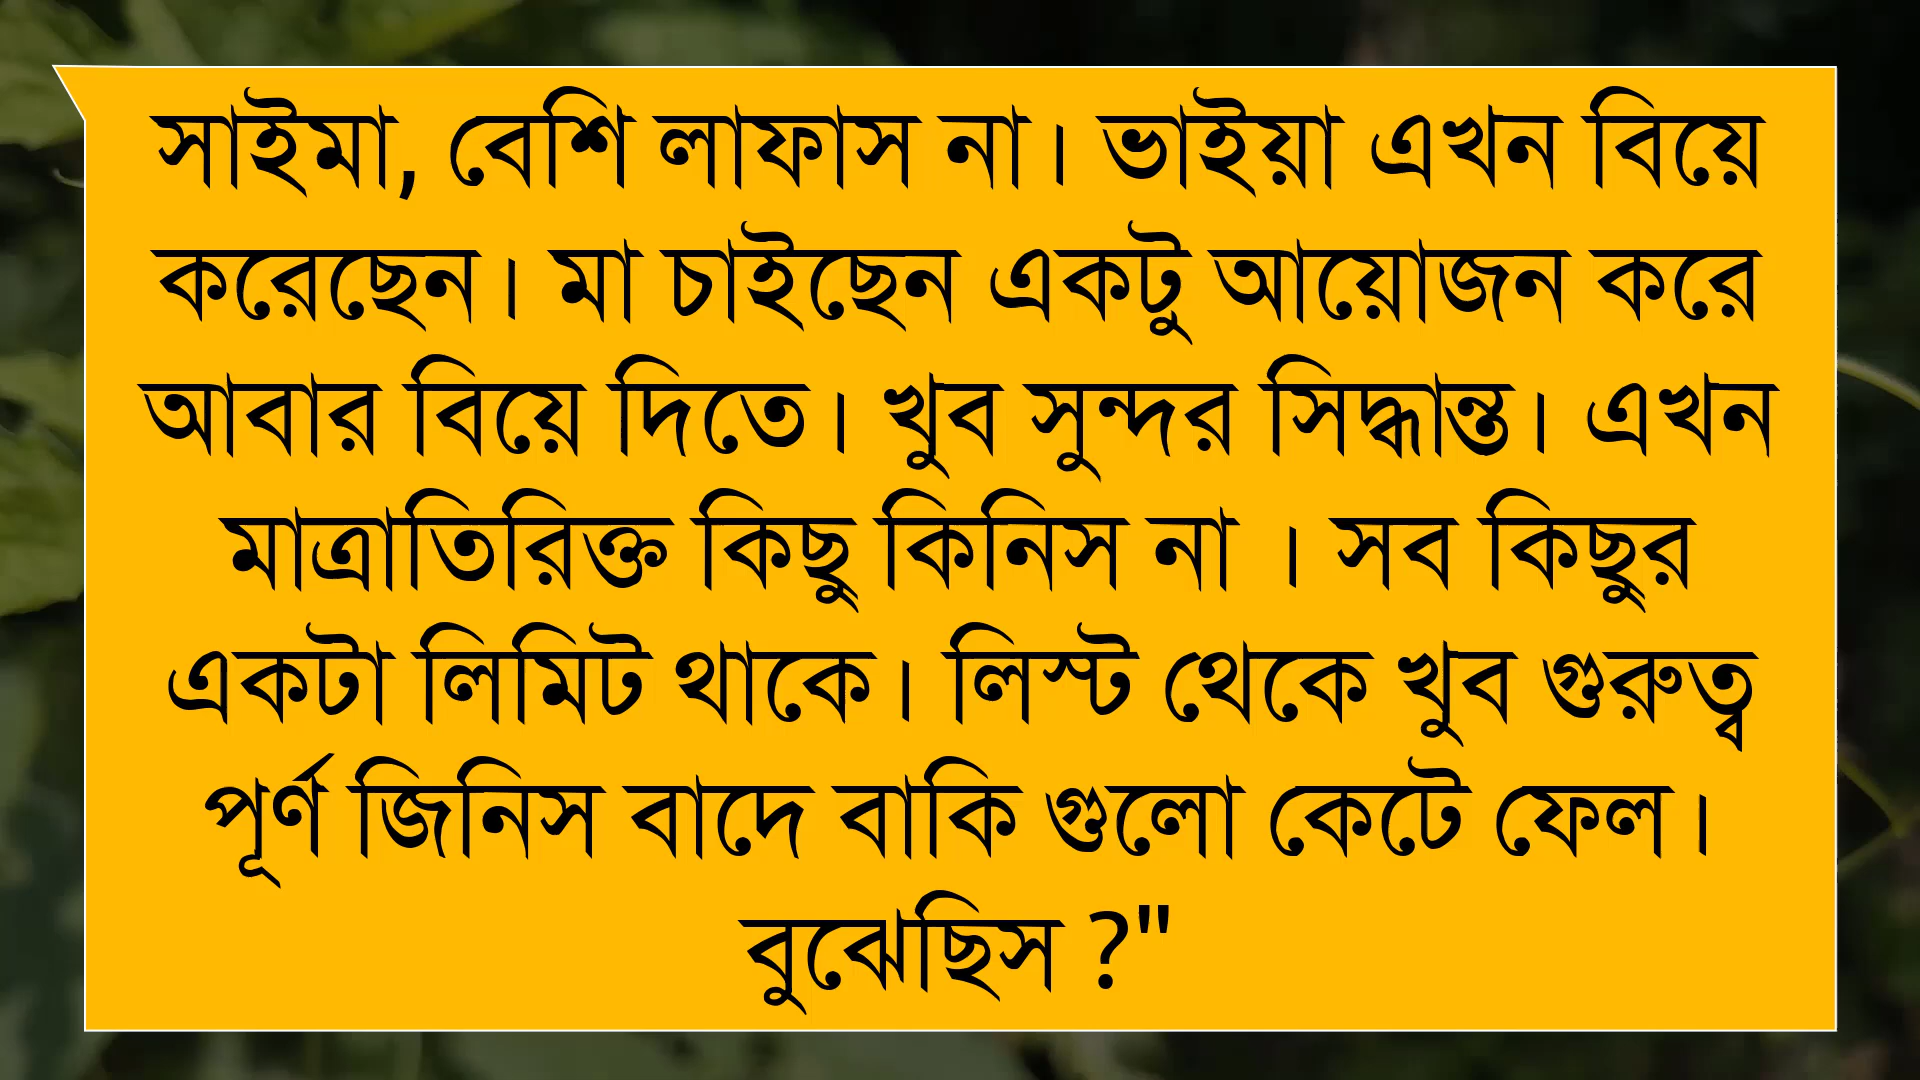 সাইমা, বেশি লাফাস না। ভাইয়া এখন বিয়ে
করেছেন। মা চাইছেন একটু আয়োজন করে
আবার বিয়ে দিতে। খুব সুন্দর সিদ্ধান্ত। এখন
মাত্রাতিরিক্ত কিছু কিনিস না । সব কিছুর
একটা লিমিট থাকে। লিস্ট থেকে খুব গুরুত্ব
পূর্ণ জিনিস বাদে বাকি গুলো কেটে ফেল।
বুঝেছিস ?"